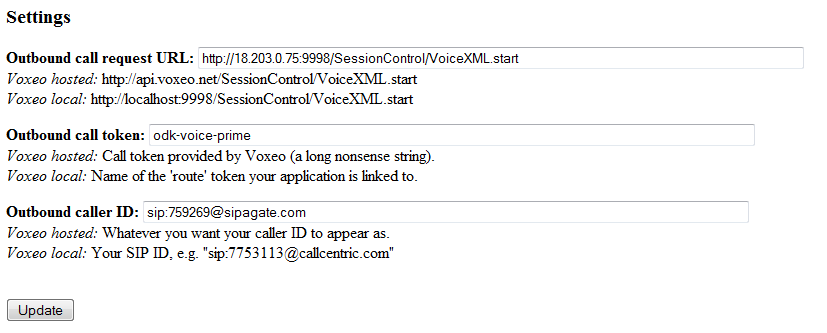 Settings
Outbound call request URL: http://18.203.0.75:9998/SessionControl/VoiceXML.start
Voxeo hosted: http://api.voxeo.net/SessionControl/VoiceXML.start
Voxeo local: http://localhost:9998/SessionControl/VoiceXML.start
Outbound call token: odk-voice-prime
Voxeo hosted: Call token provided by Voxeo (a long nonsense string).
Voxeo local: Name of the 'route' token your application is linked to.
Outbound caller ID: sip:759269@sipagate.com
Voxeo hosted: Whatever you want your caller ID to appear as.
Voxeo local: Your SIP ID, e.g. "sip:7753113@callcentric.com"
Update